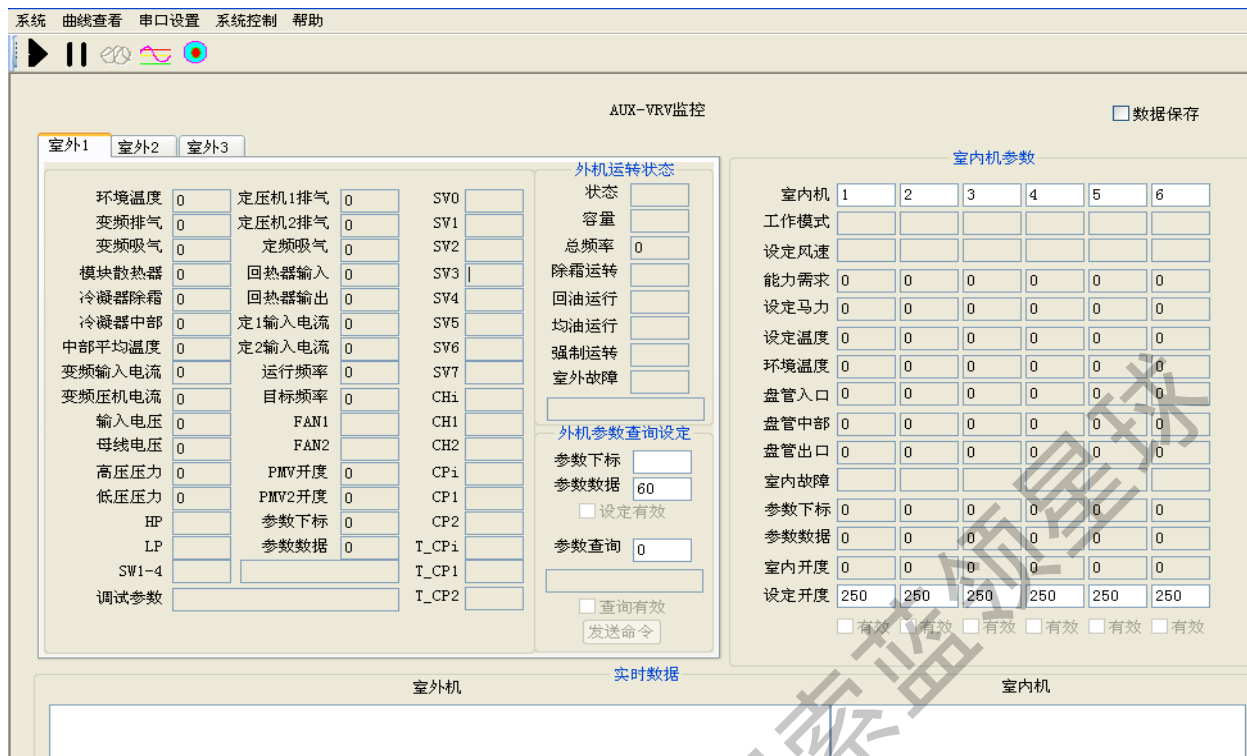 系统 曲线查看 串口设置 系统控制 帮助
AUX-VRV监控
数据保存
室外1 室外2 室外3
环境温度 0 定压机1排气 0 SV0
变频排气 0 定压机2排气 0 SV1
变频吸气 0 定频吸气 0 SV2
模块散热器 0 回热器输入 0 SV3
冷凝器除霜 0 回热器输出 0 SV4
冷凝器中部 0 定1输入电流 0 SV5
中部平均温度 0 定2输入电流 0 SV6
变频输入电流 0 运行频率 0 SV7
变频压机电流 0 目标频率 0 CHi
输入电压 0 FAN1 CH1
母线电压 0 FAN2 CH2
高压压力 0 PMV开度 0 CPi
低压压力 0 PMV2开度 0 CP1
HP 参数下标 0 CP2
LP 参数数据 0 T_CPi
SW1-4 T_CP1
调试参数 T_CP2
外机运转状态
状态
容量
总频率 0
除霜运转
回油运行
均油运行
强制运转
室外故障
外机参数查询设定
参数下标
参数数据 60
设定有效
参数查询 0
查询有效
发送命令
室内机参数
室内机 1 2 3 4 5 6
工作模式
设定风速
能力需求 0 0 0 0 0 0
设定马力 0 0 0 0 0 0
设定温度 0 0 0 0 0 0
环境温度 0 0 0 0 0 0
盘管入口 0 0 0 0 0 0
盘管中部 0 0 0 0 0 0
盘管出口 0 0 0 0 0 0
室内故障
参数下标 0 0 0 0 0 0
参数数据 0 0 0 0 0 0
室内开度 0 0 0 0 0 0
设定开度 250 250 250 250 250 250
有效 有效 有效 有效 有效 有效
实时数据
室外机 室内机
索蓝领星球